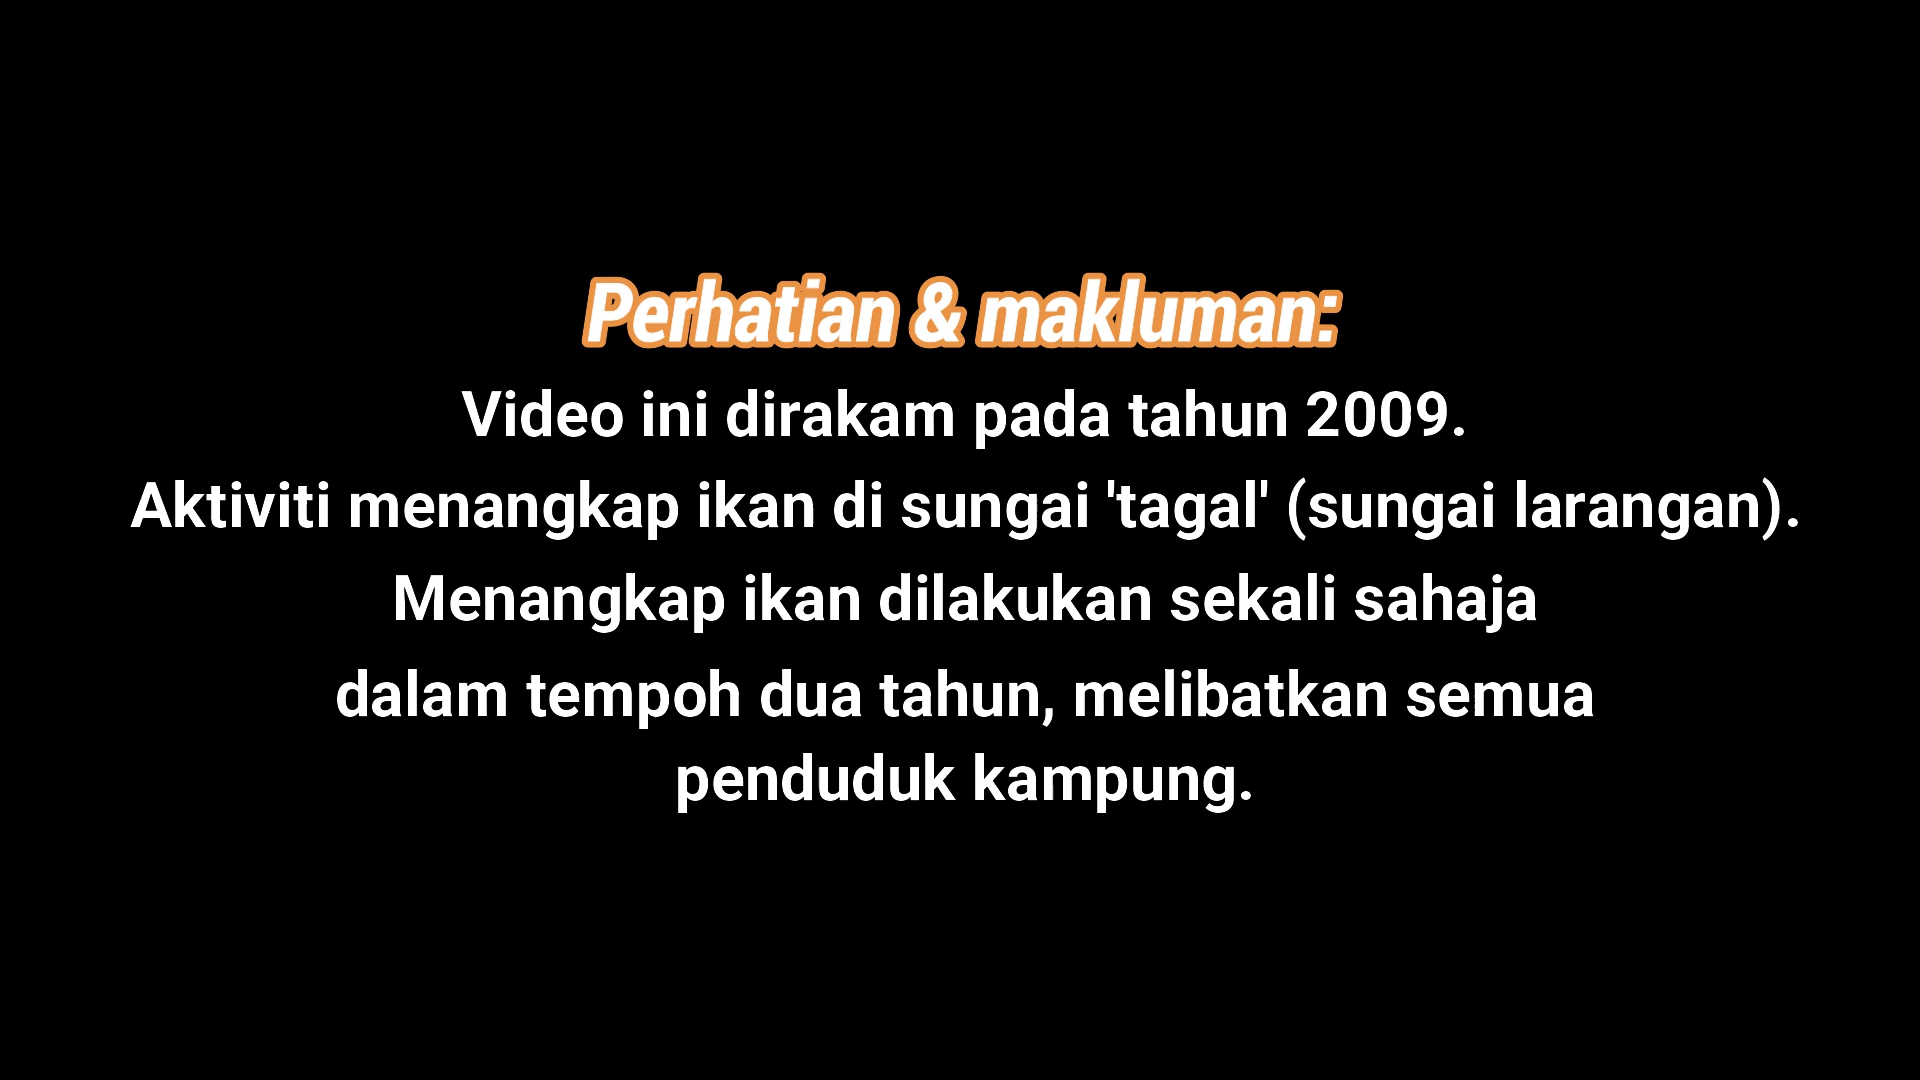 Perhatian & makluman:
Video ini dirakam pada tahun 2009.
Aktiviti menangkap ikan di sungai 'tagal' (sungai larangan).
Menangkap ikan dilakukan sekali sahaja
dalam tempoh dua tahun, melibatkan semua
penduduk kampung.